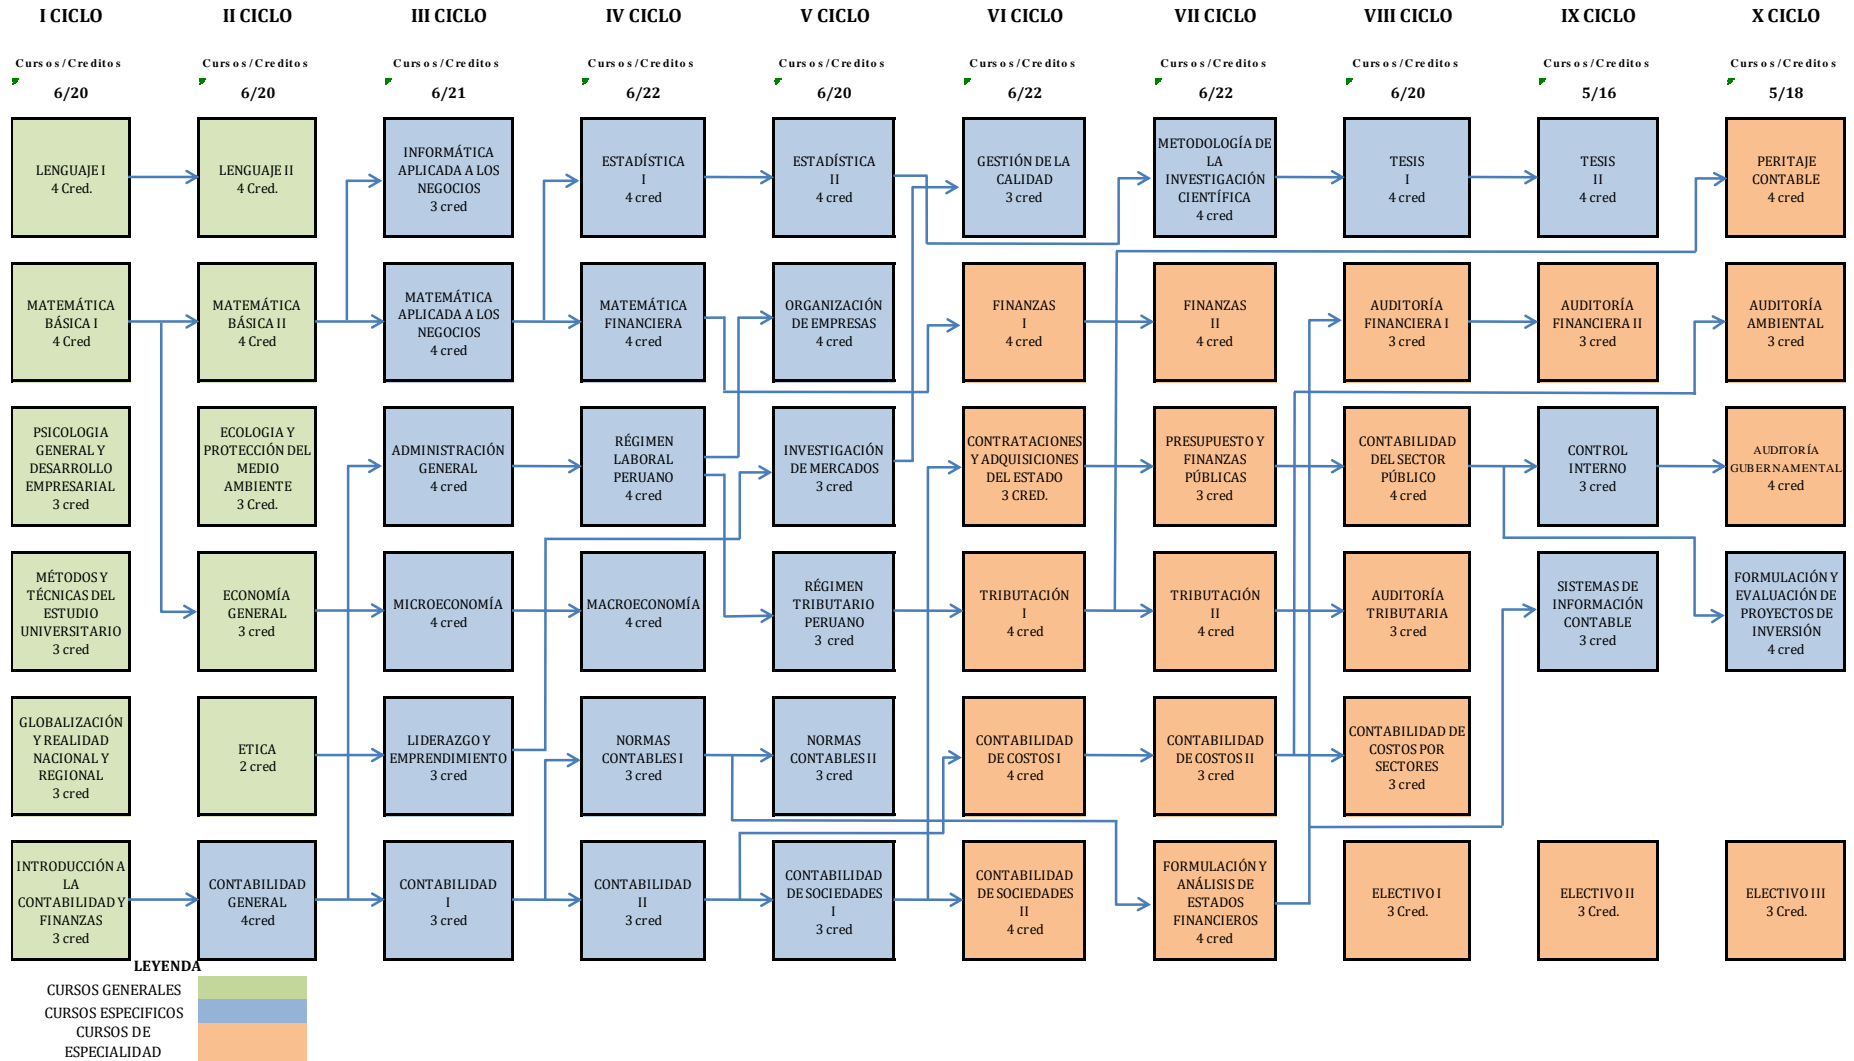 I CICLO
II CICLO
III CICLO
IV CICLO
V CICLO
VI CICLO
VII CICLO
VIII CICLO
IX CICLO
X CICLO
Cursos/Creditos
Cursos/Creditos
Cursos/Creditos
Cursos/Creditos
Cursos/Creditos
Cursos/Creditos
Cursos/Creditos
Cursos/Creditos
Cursos/Creditos
Cursos/Creditos
6/20
6/20
6/21
6/22
6/20
6/22
6/22
6/20
5/16
5/18
LENGUAJE I
4 Cred.
LENGUAJE II
4 Cred.
INFORMÁTICA
APLICADA A LOS
NEGOCIOS
3 cred
ESTADÍSTICA
I
4 cred
ESTADÍSTICA
II
4 cred
GESTIÓN DE LA
CALIDAD
3 cred
METODOLOGÍA DE
LA
INVESTIGACIÓN
CIENTÍFICA
4 cred
TESIS
I
4 cred
TESIS
II
4 cred
PERITAJE
CONTABLE
4 cred
MATEMÁTICA
BÁSICA I
4 Cred
MATEMÁTICA
BÁSICA II
4 Cred
MATEMÁTICA
APLICADA A LOS
NEGOCIOS
4 cred
MATEMÁTICA
FINANCIERA
4 cred
ORGANIZACIÓN
DE EMPRESAS
4 cred
FINANZAS
I
4 cred
FINANZAS
II
4 cred
AUDITORÍA
FINANCIERA I
3 cred
AUDITORÍA
FINANCIERA II
3 cred
AUDITORÍA
AMBIENTAL
3 cred
PSICOLOGIA
GENERAL Y
DESARROLLO
EMPRESARIAL
3 cred
ECOLOGIA Y
PROTECCIÓN DEL
MEDIO
AMBIENTE
3 Cred.
ADMINISTRACIÓN
GENERAL
4 cred
RÉGIMEN
LABORAL
PERUANO
4 cred
INVESTIGACIÓN
DE MERCADOS
3 cred
CONTRATACIONES
Y ADQUISICIONES
DEL ESTADO
3 CRED.
PRESUPUESTO Y
FINANZAS
PÚBLICAS
3 cred
CONTABILIDAD
DEL SECTOR
PÚBLICO
4 cred
CONTROL
INTERNO
3 cred
AUDITORÍA
GUBERNAMENTAL
4 cred
MÉTODOS Y
TÉCNICAS DEL
ESTUDIO
UNIVERSITARIO
3 cred
ECONOMÍA
GENERAL
3 cred
MICROECONOMÍA
4 cred
MACROECONOMÍA
4 cred
RÉGIMEN
TRIBUTARIO
PERUANO
3 cred
TRIBUTACIÓN
I
4 cred
TRIBUTACIÓN
II
4 cred
AUDITORÍA
TRIBUTARIA
3 cred
SISTEMAS DE
INFORMACIÓN
CONTABLE
3 cred
FORMULACIÓN Y
EVALUACIÓN DE
PROYECTOS DE
INVERSIÓN
4 cred
GLOBALIZACIÓN
Y REALIDAD
NACIONAL Y
REGIONAL
3 cred
ETICA
2 cred
LIDERAZGO Y
EMPRENDIMIENTO
3 cred
NORMAS
CONTABLES I
3 cred
NORMAS
CONTABLES II
3 cred
CONTABILIDAD
DE COSTOS I
4 cred
CONTABILIDAD
DE COSTOS II
3 cred
CONTABILIDAD DE
COSTOS POR
SECTORES
3 cred
INTRODUCCIÓN A
LA
CONTABILIDAD Y
FINANZAS
3 cred
CONTABILIDAD
GENERAL
4cred
CONTABILIDAD
I
3 cred
CONTABILIDAD
II
3 cred
CONTABILIDAD
DE SOCIEDADES
I
3 cred
CONTABILIDAD
DE SOCIEDADES
II
4 cred
FORMULACIÓN Y
ANÁLISIS DE
ESTADOS
FINANCIEROS
4 cred
ELECTIVO I
3 Cred.
ELECTIVO II
3 Cred.
ELECTIVO III
3 Cred.
LEYENDA
CURSOS GENERALES
CURSOS ESPECIFICOS
CURSOS DE
ESPECIALIDAD